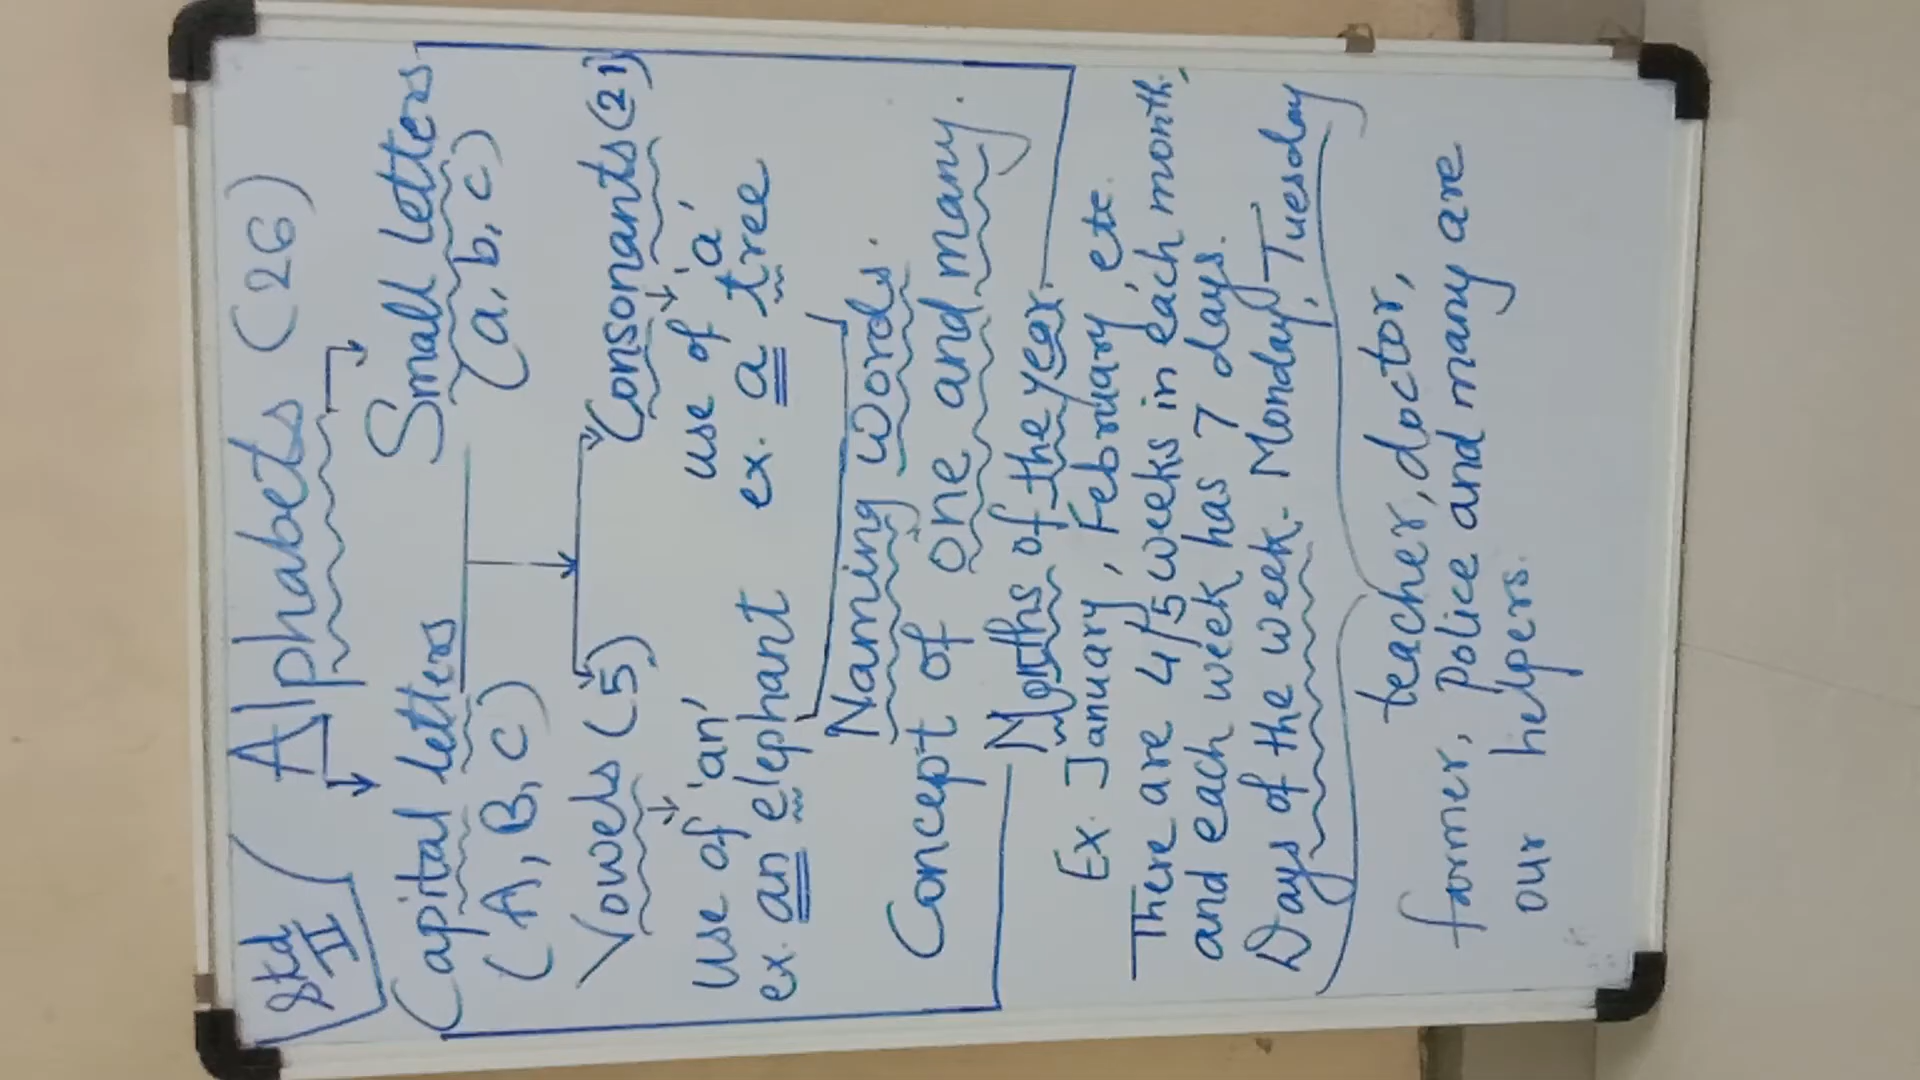 Std II
Alphabets (26)
Capital letters Small letters
(A, B, C) (a, b, c)
Vowels (5) Consonants (21)
Use of 'an' use of 'a'
ex. an elephant ex. a tree
Naming words.
Concept of one and many.
Months of the year.
Ex. January, February, etc.
There are 4/5 weeks in each month,
and each week has 7 days.
Days of the week. Monday, Tuesday
teacher, doctor,
farmer, Police and many are
our helpers.